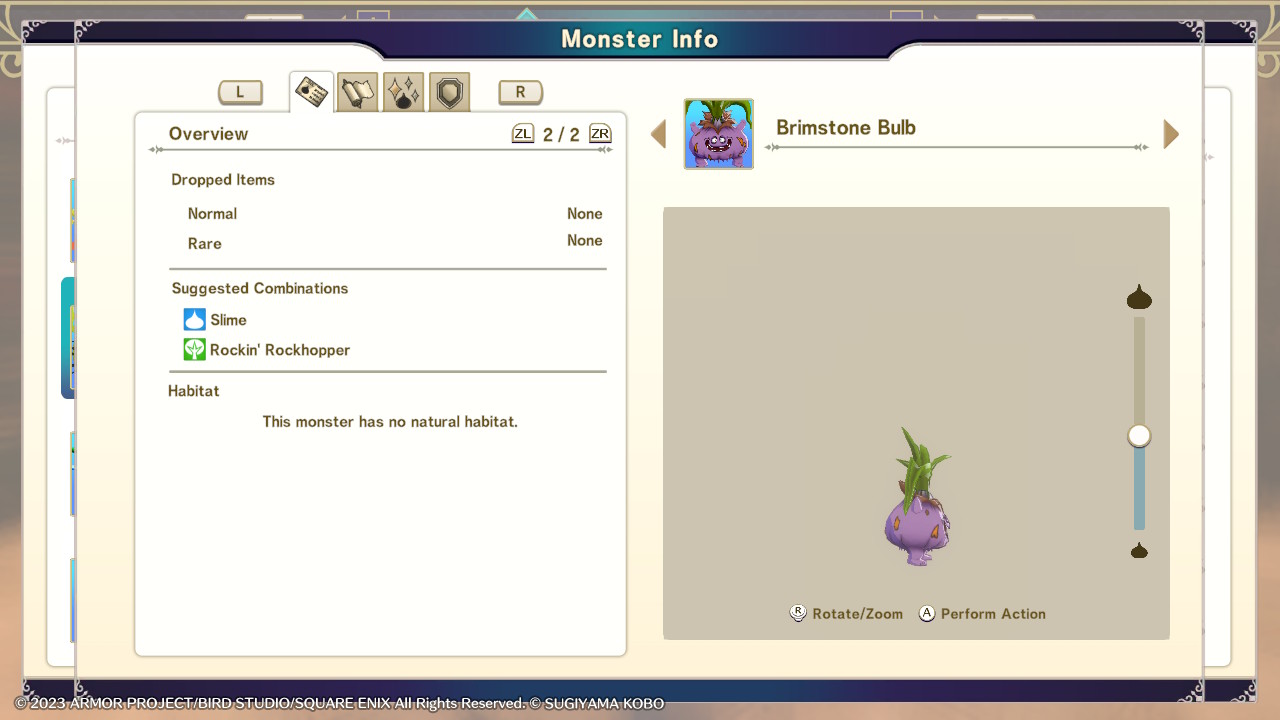 Monster Info
L R
Overview ZL 2 / 2 ZR
Brimstone Bulb
Dropped Items
Normal None
Rare None
Suggested Combinations
Slime
Rockin' Rockhopper
Habitat
This monster has no natural habitat.
R Rotate/Zoom A Perform Action
© 2023 ARMOR PROJECT/BIRD STUDIO/SQUARE ENIX All Rights Reserved. © SUGIYAMA KOBO